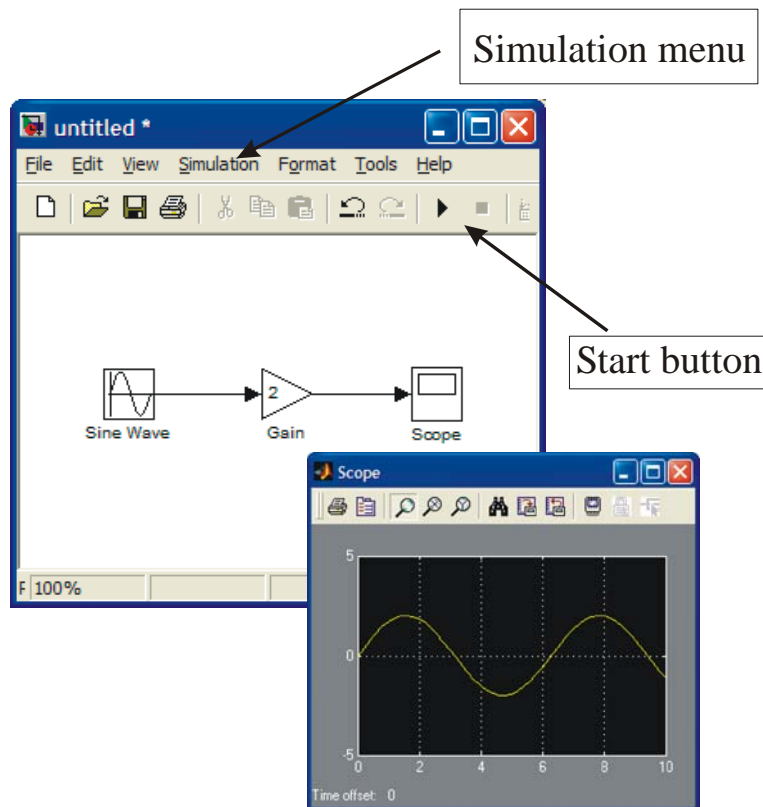 Simulation menu
untitled *
File Edit View Simulation Format Tools Help
Start button
2
Sine Wave Gain Scope
Scope
5
0
-5
0 2 4 6 8 10
Time offset: 0
F 100%